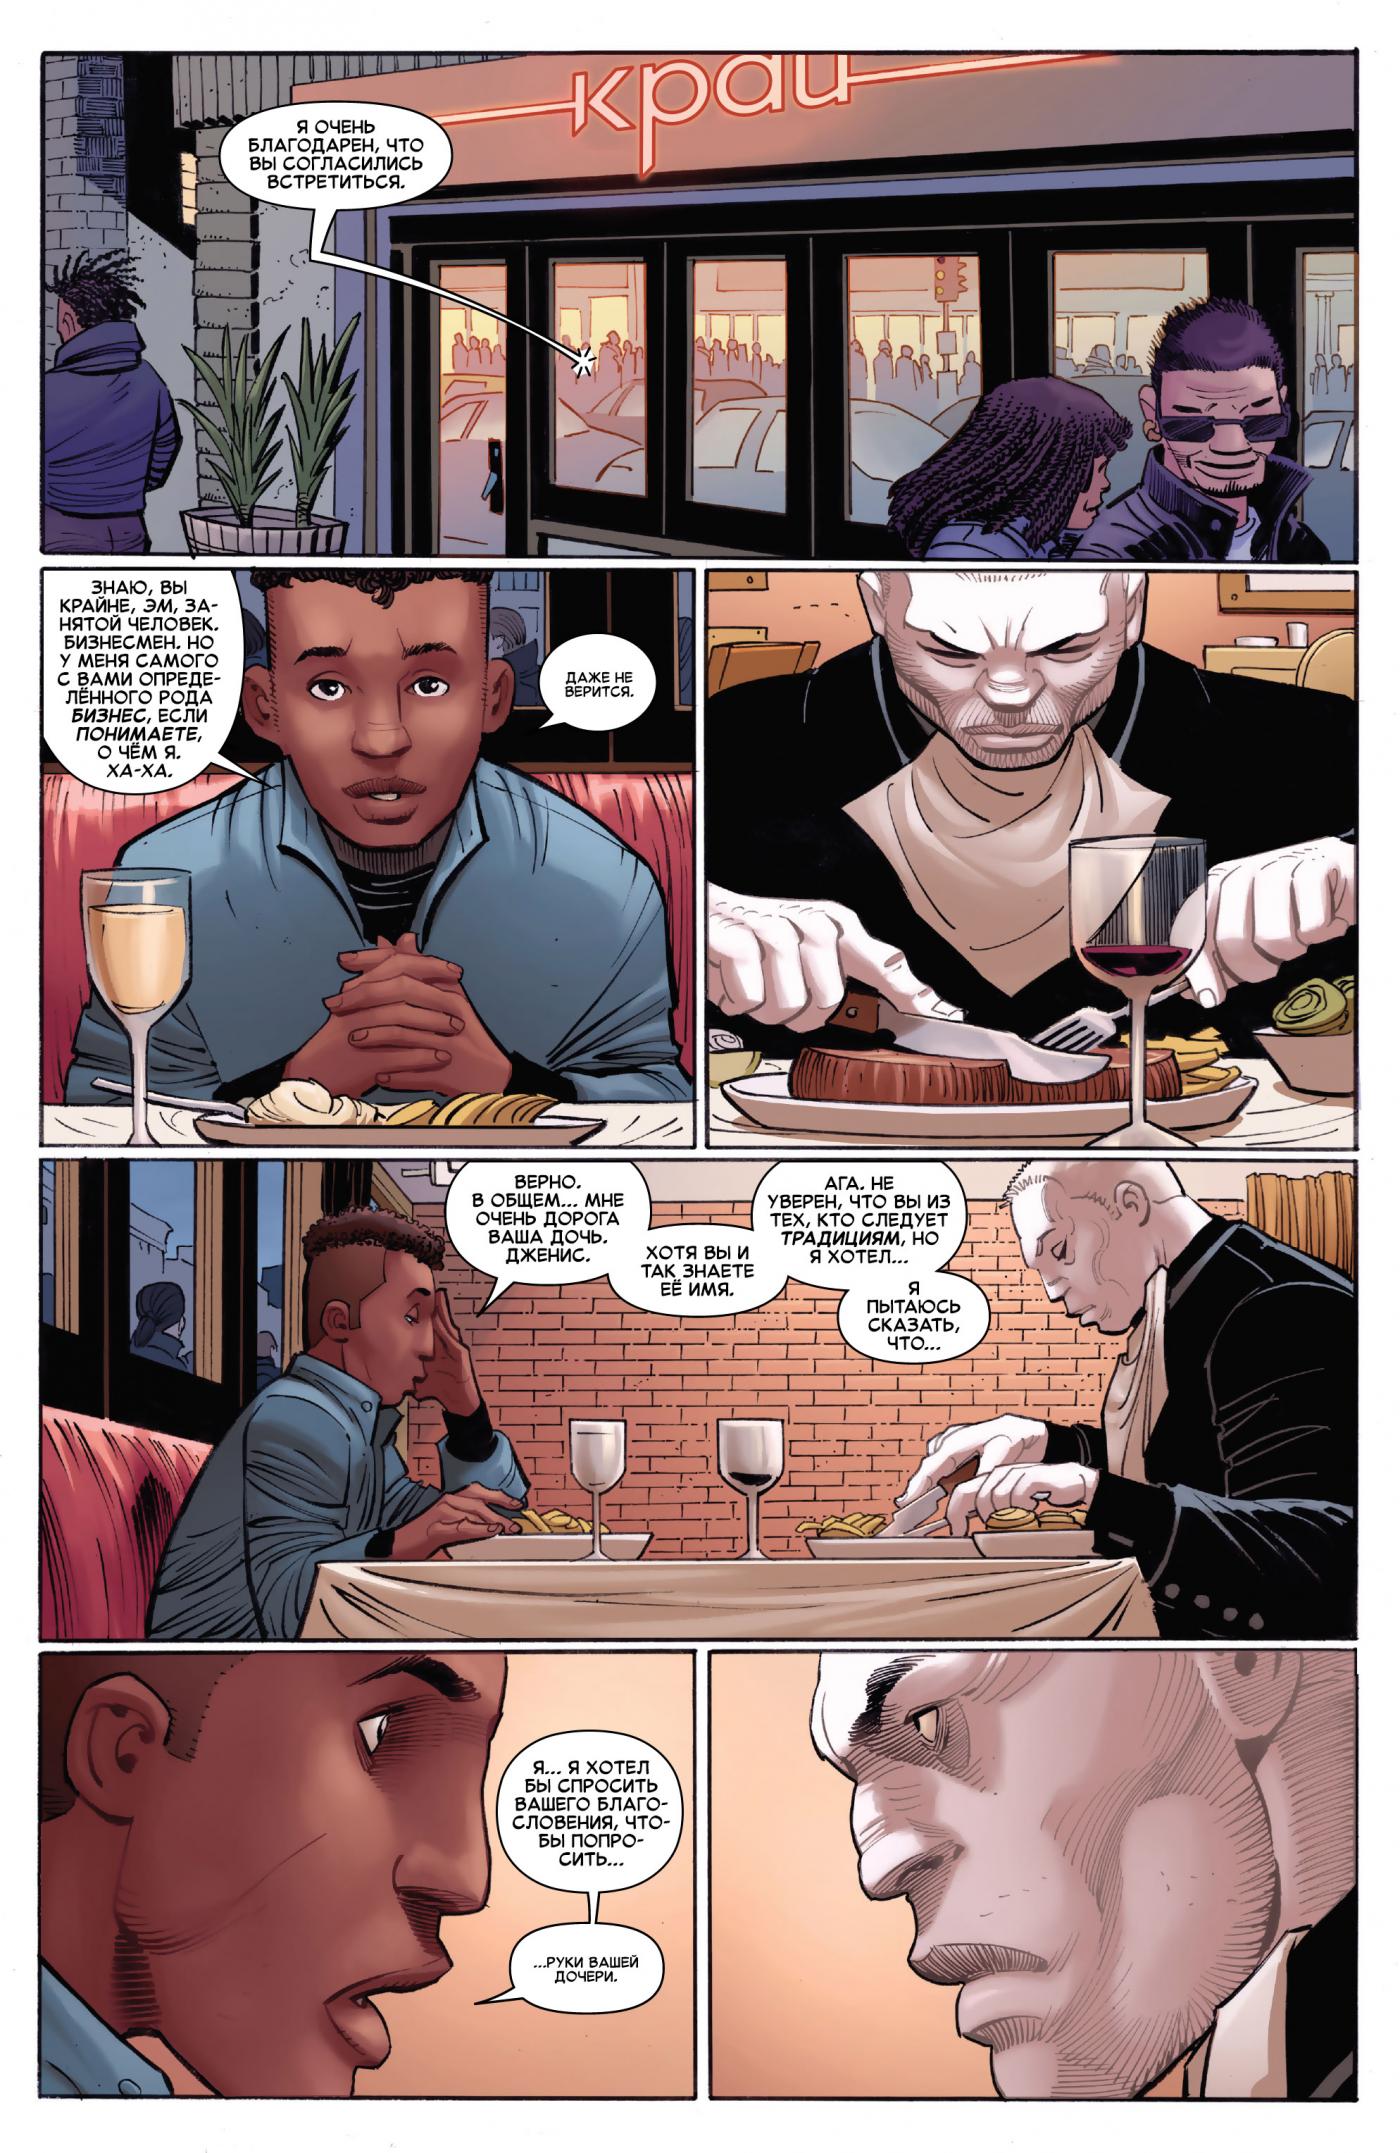 край
Я ОЧЕНЬ
БЛАГОДАРЕН, ЧТО
ВЫ СОГЛАСИЛИСЬ
ВСТРЕТИТЬСЯ.
ЗНАЮ, ВЫ
КРАЙНЕ, ЭМ, ЗА-
НЯТОЙ ЧЕЛОВЕК.
БИЗНЕСМЕН. НО
У МЕНЯ САМОГО
С ВАМИ ОПРЕДЕ-
ЛЁННОГО РОДА
БИЗНЕС, ЕСЛИ
ПОНИМАЕТЕ,
О ЧЁМ Я.
ХА-ХА.
ДАЖЕ НЕ
ВЕРИТСЯ.
ВЕРНО.
В ОБЩЕМ... МНЕ
ОЧЕНЬ ДОРОГА
ВАША ДОЧЬ.
ДЖЕНИС.
ХОТЯ ВЫ И
ТАК ЗНАЕТЕ
ЕЁ ИМЯ.
АГА. НЕ
УВЕРЕН, ЧТО ВЫ ИЗ
ТЕХ, КТО СЛЕДУЕТ
ТРАДИЦИЯМ, НО
Я ХОТЕЛ...
Я
ПЫТАЮСЬ
СКАЗАТЬ,
ЧТО...
Я... Я ХОТЕЛ
БЫ СПРОСИТЬ
ВАШЕГО БЛАГО-
СЛОВЕНИЯ, ЧТО-
БЫ ПОПРО-
СИТЬ...
...РУКИ ВАШЕЙ
ДОЧЕРИ.